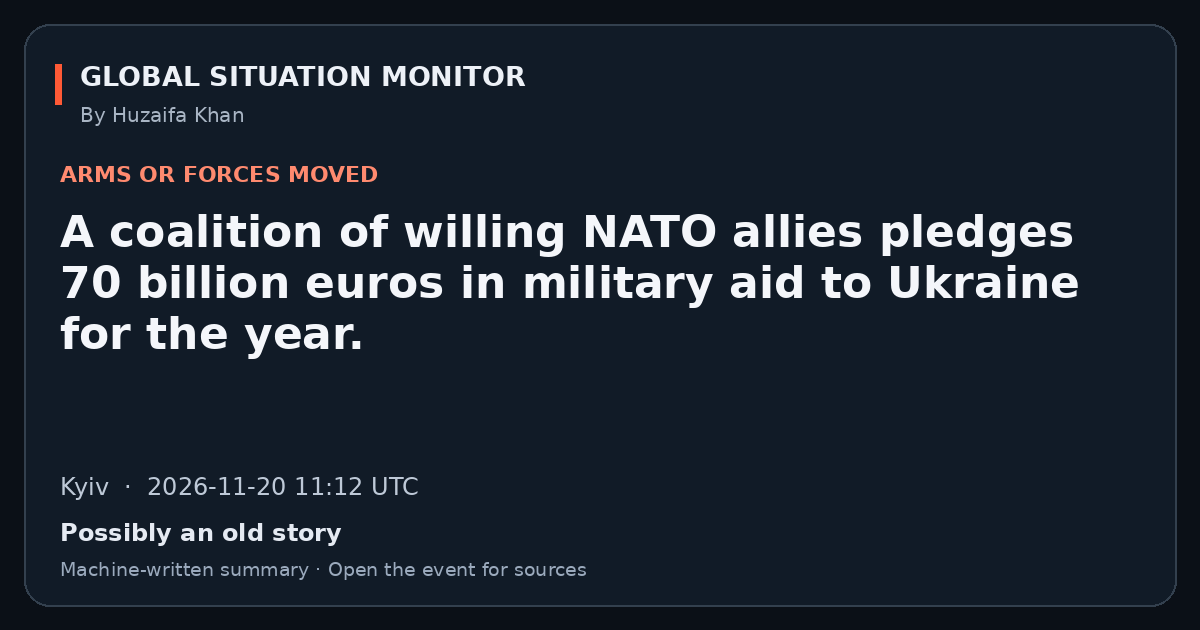 GLOBAL SITUATION MONITOR
By Huzaifa Khan
ARMS OR FORCES MOVED
A coalition of willing NATO allies pledges
70 billion euros in military aid to Ukraine
for the year.
Kyiv · 2026-11-20 11:12 UTC
Possibly an old story
Machine-written summary · Open the event for sources